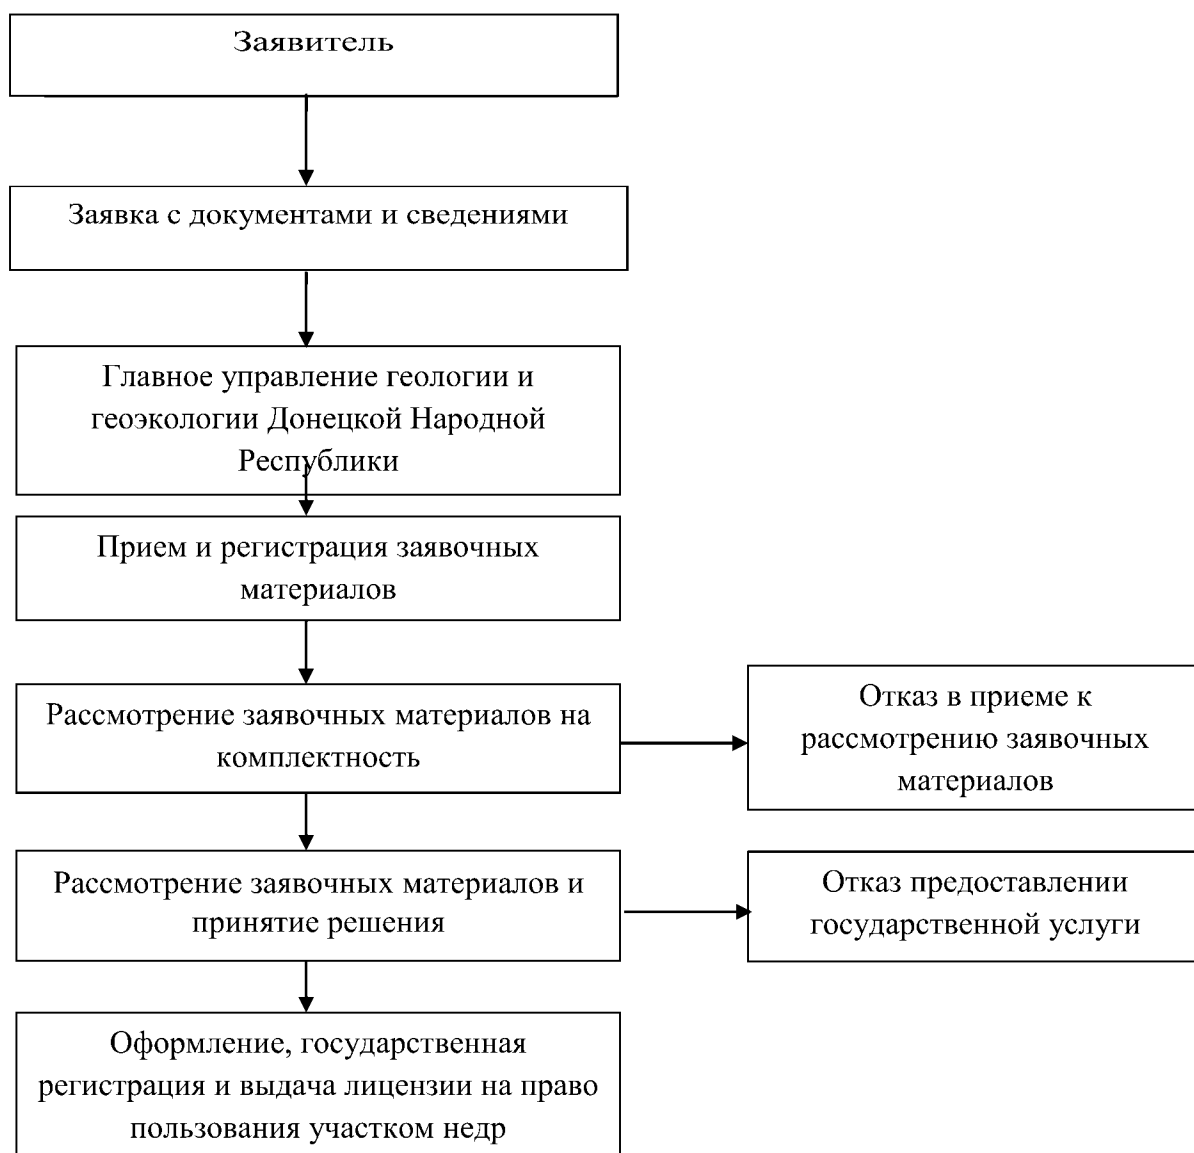 Заявитель
Заявка с документами и сведениями
Главное управление геологии и
геоэкологии Донецкой Народной
Республики
Прием и регистрация заявочных
материалов
Рассмотрение заявочных материалов на
комплектность
Отказ в приеме к
рассмотрению заявочных
материалов
Рассмотрение заявочных материалов и
принятие решения
Отказ предоставлении
государственной услуги
Оформление, государственная
регистрация и выдача лицензии на право
пользования участком недр